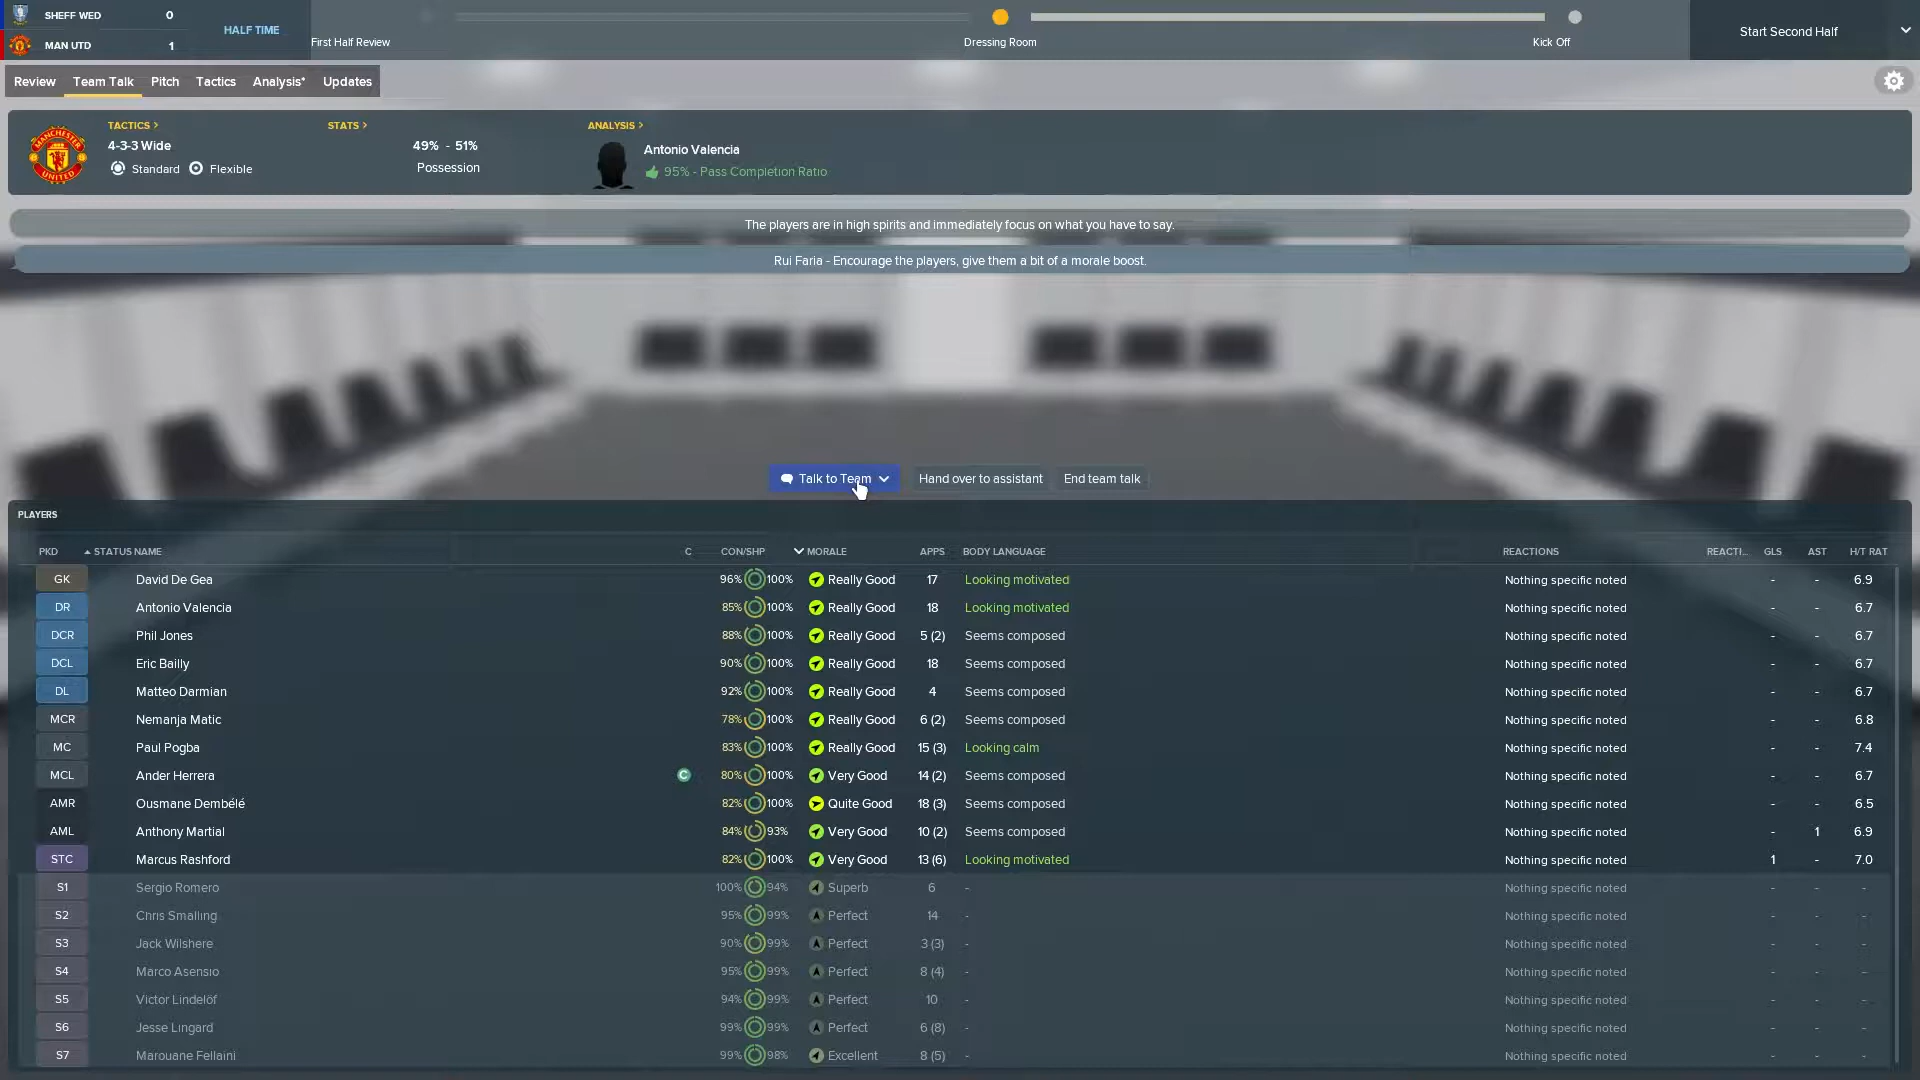 SHEFF WED 0
MAN UTD 1
HALF TIME
First Half Review
Dressing Room
Kick Off
Start Second Half
Review Team Talk Pitch Tactics Analysis* Updates
MANCHESTER UNITED
TACTICS >
4-3-3 Wide
Standard Flexible
STATS >
49% - 51%
Possession
ANALYSIS >
Antonio Valencia
95% - Pass Completion Ratio
The players are in high spirits and immediately focus on what you have to say.
Rui Faria - Encourage the players, give them a bit of a morale boost.
Talk to Team Hand over to assistant End team talk
PLAYERS
PKD STATUS NAME C CON/SHP MORALE APPS BODY LANGUAGE REACTIONS REACTI... GLS AST H/T RAT
GK David De Gea 96% 100% Really Good 17 Looking motivated Nothing specific noted - - 6.9
DR Antonio Valencia 85% 100% Really Good 18 Looking motivated Nothing specific noted - - 6.7
DCR Phil Jones 88% 100% Really Good 5 (2) Seems composed Nothing specific noted - - 6.7
DCL Eric Bailly 90% 100% Really Good 18 Seems composed Nothing specific noted - - 6.7
DL Matteo Darmian 92% 100% Really Good 4 Seems composed Nothing specific noted - - 6.7
MCR Nemanja Matic 78% 100% Really Good 6 (2) Seems composed Nothing specific noted - - 6.8
MC Paul Pogba 83% 100% Really Good 15 (3) Looking calm Nothing specific noted - - 7.4
MCL Ander Herrera C 80% 100% Very Good 14 (2) Seems composed Nothing specific noted - - 6.7
AMR Ousmane Dembélé 82% 100% Quite Good 18 (3) Seems composed Nothing specific noted - - 6.5
AML Anthony Martial 84% 93% Very Good 10 (2) Seems composed Nothing specific noted - 1 6.9
STC Marcus Rashford 82% 100% Very Good 13 (6) Looking motivated Nothing specific noted 1 - 7.0
S1 Sergio Romero 100% 94% Superb 6 - Nothing specific noted - - -
S2 Chris Smalling 95% 99% Perfect 14 - Nothing specific noted - - -
S3 Jack Wilshere 90% 99% Perfect 3 (3) - Nothing specific noted - - -
S4 Marco Asensio 95% 99% Perfect 8 (4) - Nothing specific noted - - -
S5 Victor Lindelöf 94% 99% Perfect 10 - Nothing specific noted - - -
S6 Jesse Lingard 99% 99% Perfect 6 (8) - Nothing specific noted - - -
S7 Marouane Fellaini 99% 98% Excellent 8 (5) - Nothing specific noted - - -